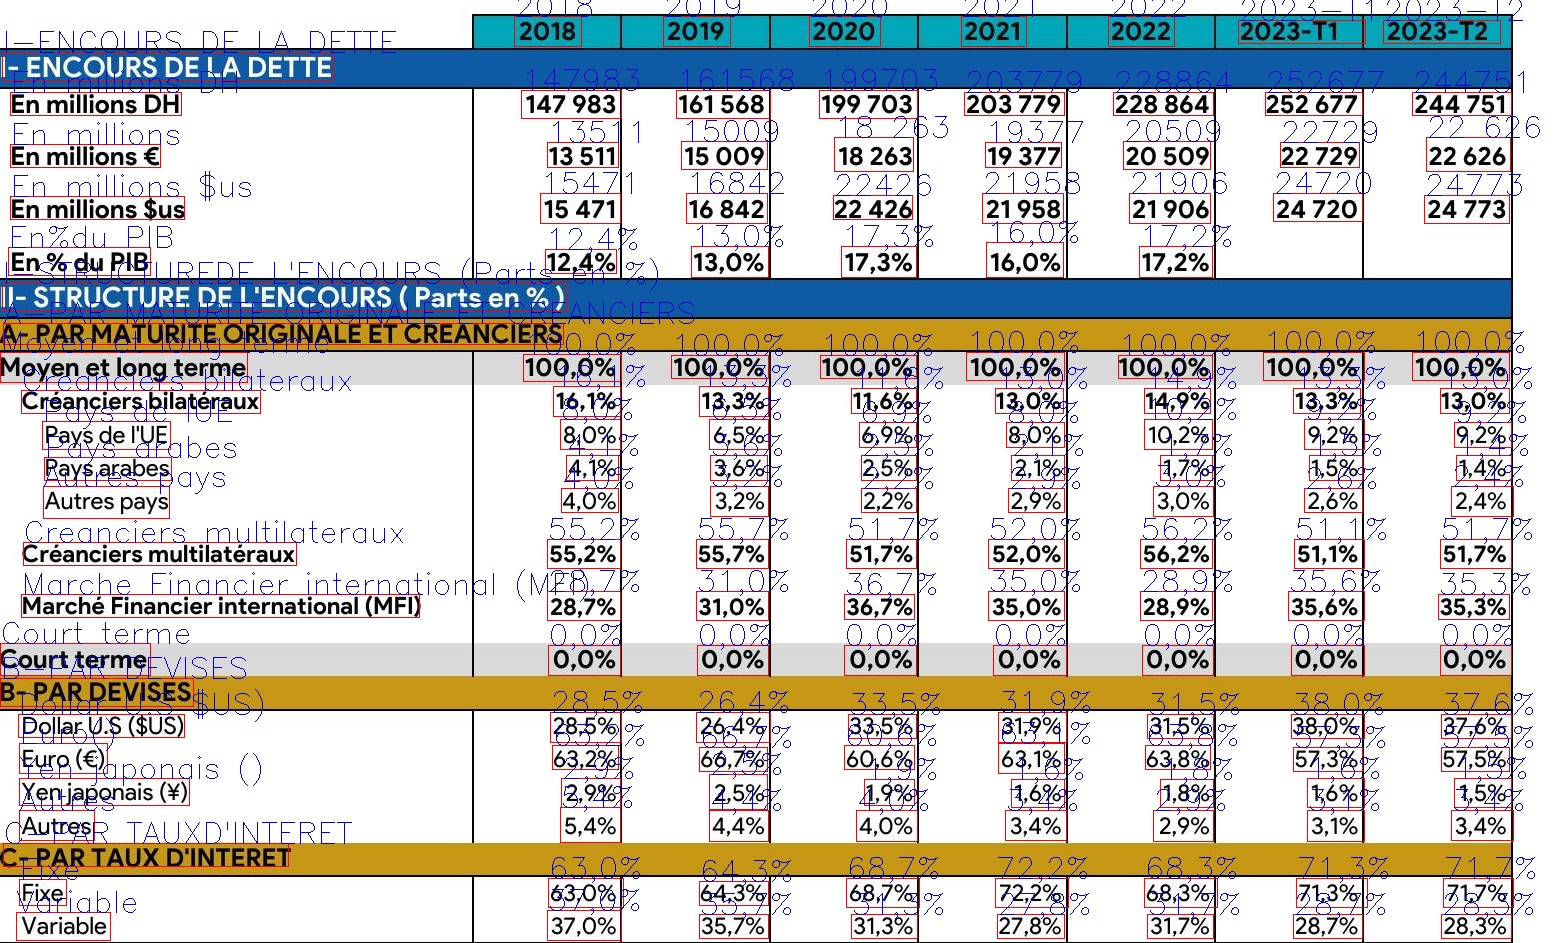 2018 2019 2020 2021 2022 2023-T1 2023-T2
I- ENCOURS DE LA DETTE
En millions DH 147 983 161 568 199 703 203 779 228 864 252 677 244 751
En millions € 13 511 15 009 18 263 19 377 20 509 22 729 22 626
En millions $us 15 471 16 842 22 426 21 958 21 906 24 720 24 773
En % du PIB 12,4% 13,0% 17,3% 16,0% 17,2%
II- STRUCTURE DE L'ENCOURS ( Parts en % )
A- PAR MATURITE ORIGINALE ET CREANCIERS
Moyen et long terme 100,0% 100,0% 100,0% 100,0% 100,0% 100,0% 100,0%
Créanciers bilatéraux 16,1% 13,3% 11,6% 13,0% 14,9% 13,3% 13,0%
Pays de l'UE 8,0% 6,5% 6,9% 8,0% 10,2% 9,2% 9,2%
Pays arabes 4,1% 3,6% 2,5% 2,1% 1,7% 1,5% 1,4%
Autres pays 4,0% 3,2% 2,2% 2,9% 3,0% 2,6% 2,4%
Créanciers multilatéraux 55,2% 55,7% 51,7% 52,0% 56,2% 51,1% 51,7%
Marché Financier international (MFI) 28,7% 31,0% 36,7% 35,0% 28,9% 35,6% 35,3%
Court terme 0,0% 0,0% 0,0% 0,0% 0,0% 0,0% 0,0%
B- PAR DEVISES
Dollar U.S ($US) 28,5% 26,4% 33,5% 31,9% 31,5% 38,0% 37,6%
Euro (€) 63,2% 66,7% 60,6% 63,1% 63,8% 57,3% 57,5%
Yen japonais (¥) 2,9% 2,5% 1,9% 1,6% 1,8% 1,6% 1,5%
Autres 5,4% 4,4% 4,0% 3,4% 2,9% 3,1% 3,4%
C- PAR TAUX D'INTERET
Fixe 63,0% 64,3% 68,7% 72,2% 68,3% 71,3% 71,7%
Variable 37,0% 35,7% 31,3% 27,8% 31,7% 28,7% 28,3%